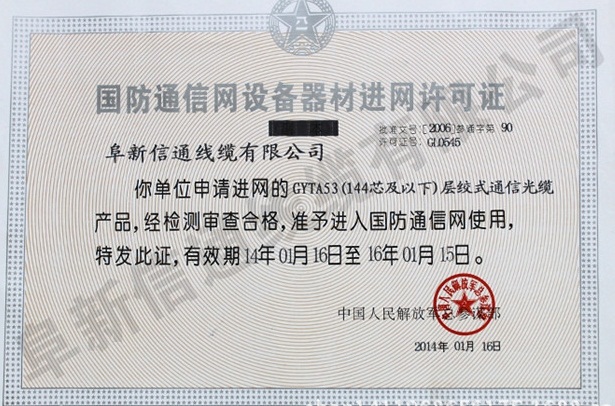 国防通信网设备器材进网许可证
批准文号:[2006]参通字第 90
许可证号: GL0545
阜新信通线缆有限公司
你单位申请进网的GYTA53(144芯及以下)层绞式通信光缆
产品,经检测审查合格,准予进入国防通信网使用,
特发此证,有效期14年01月16日至 16年01月15日。
中国人民解放军总参谋部
2014年 01月 16日